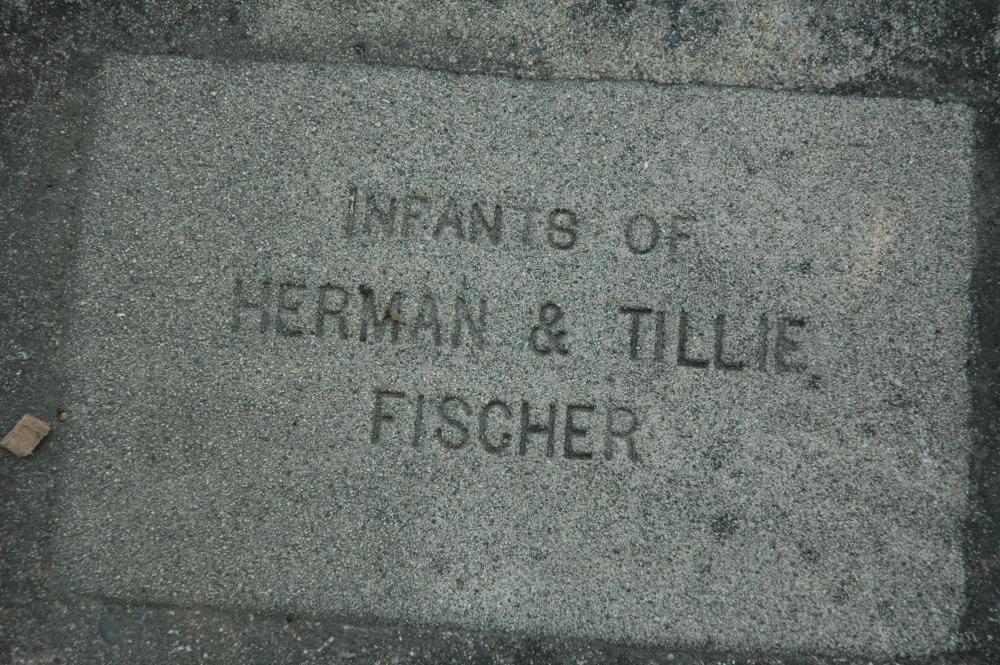 INFANTS OF
HERMAN & TILLIE
FISCHER